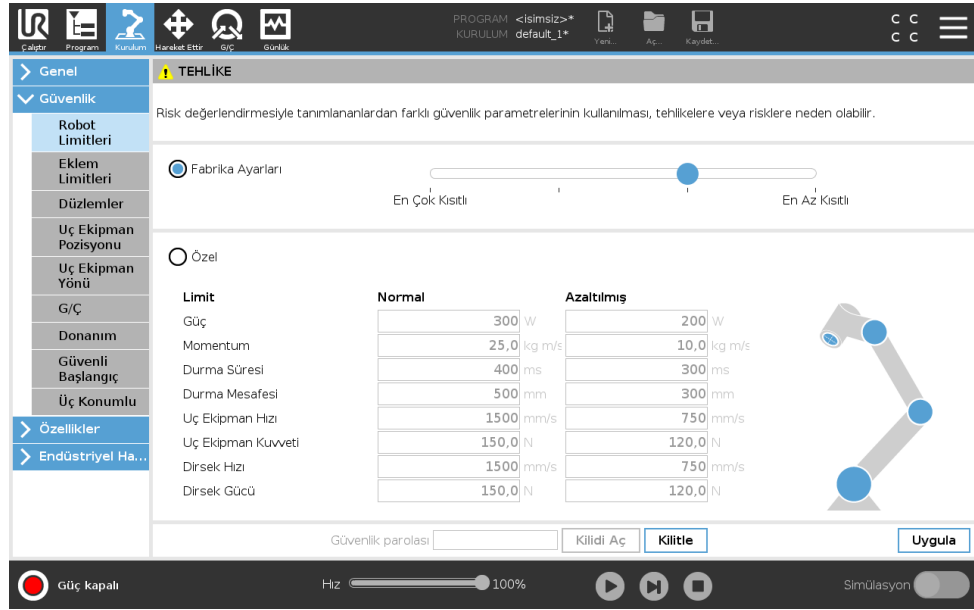 PROGRAM <isimsiz>*
KURULUM default_1*
Çalıştır Program Kurulum Hareket Ettir G/Ç Günlük Yeni... Aç... Kaydet...
C C
C C
Genel
Güvenlik
Robot
Limitleri
Eklem
Limitleri
Düzlemler
Uç Ekipman
Pozisyonu
Uç Ekipman
Yönü
G/Ç
Donanım
Güvenli
Başlangıç
Üç Konumlu
Özellikler
Endüstriyel Ha...
TEHLİKE
Risk değerlendirmesiyle tanımlananlardan farklı güvenlik parametrelerinin kullanılması, tehlikelere veya risklere neden olabilir.
Fabrika Ayarları
En Çok Kısıtlı En Az Kısıtlı
Özel
Limit Normal Azaltılmış
Güç 300 W 200 W
Momentum 25,0 kg m/s 10,0 kg m/s
Durma Süresi 400 ms 300 ms
Durma Mesafesi 500 mm 300 mm
Uç Ekipman Hızı 1500 mm/s 750 mm/s
Uç Ekipman Kuvveti 150,0 N 120,0 N
Dirsek Hızı 1500 mm/s 750 mm/s
Dirsek Gücü 150,0 N 120,0 N
Güvenlik parolası Kilidi Aç Kilitle Uygula
Güç kapalı Hız 100% Simülasyon